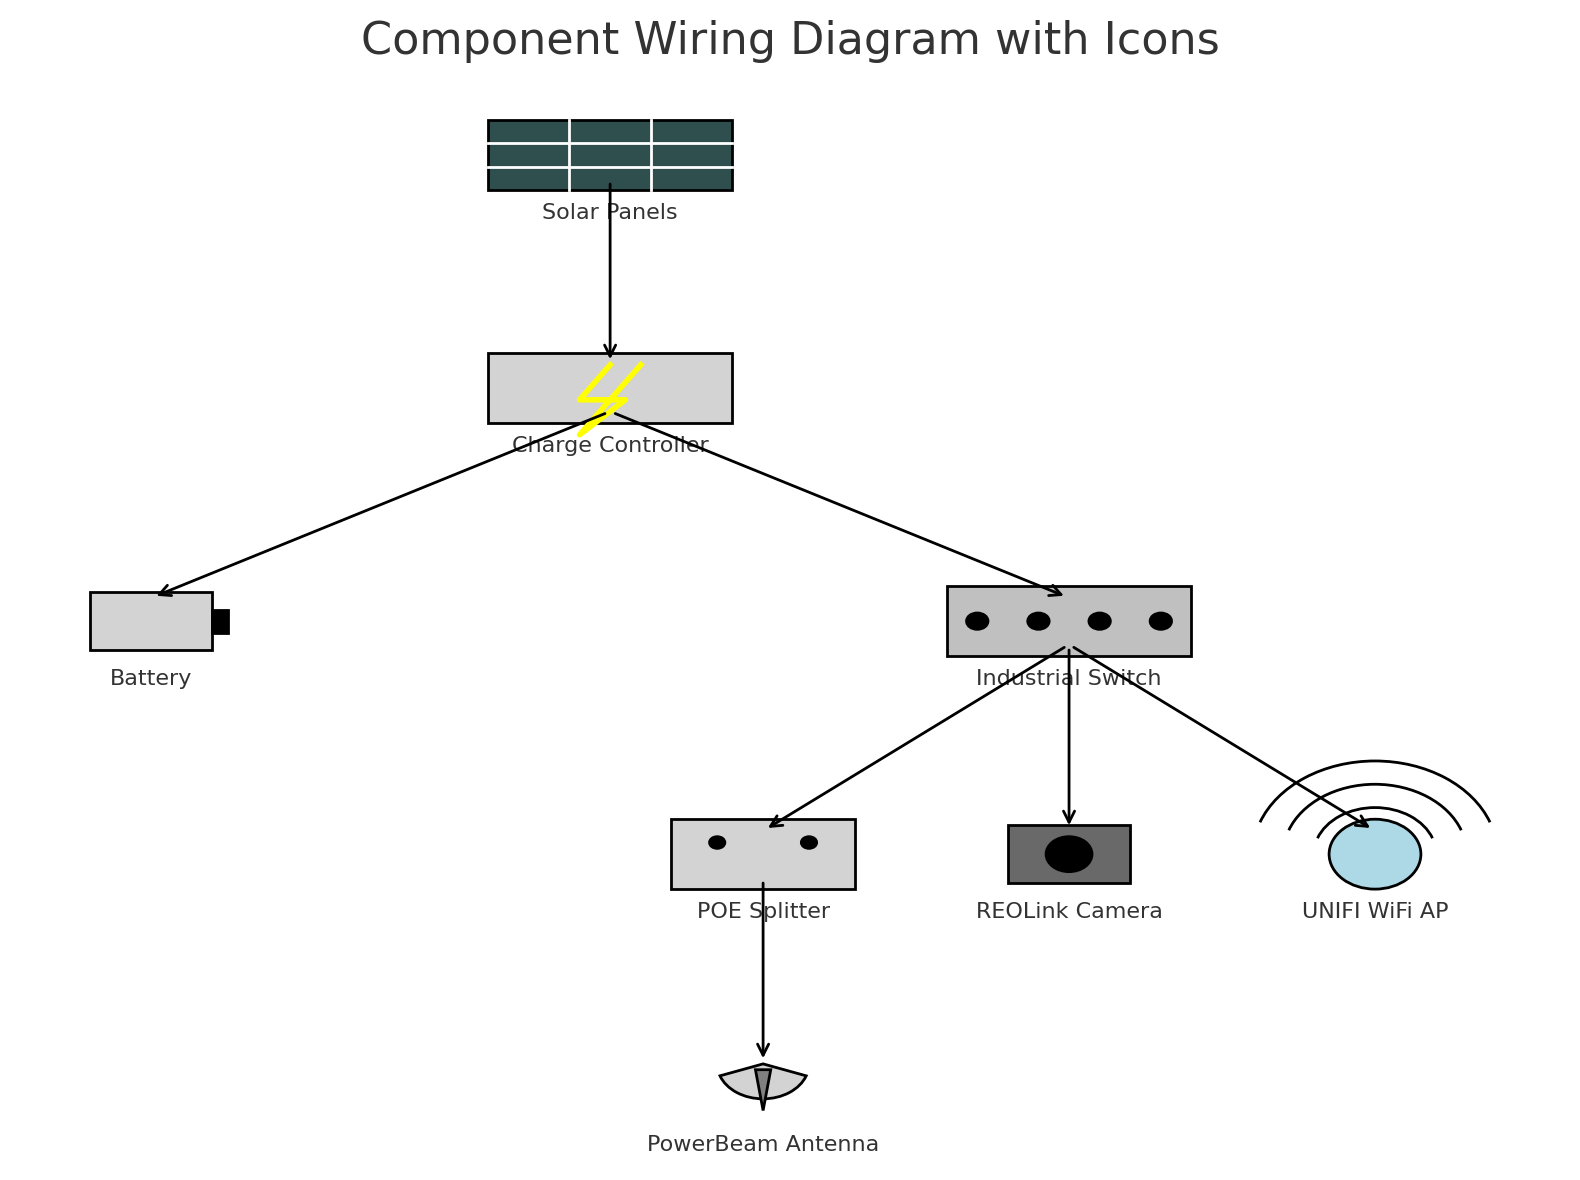 Component Wiring Diagram with Icons
Solar Panels
Charge Controller
Battery
Industrial Switch
POE Splitter
REOLink Camera
UNIFI WiFi AP
PowerBeam Antenna